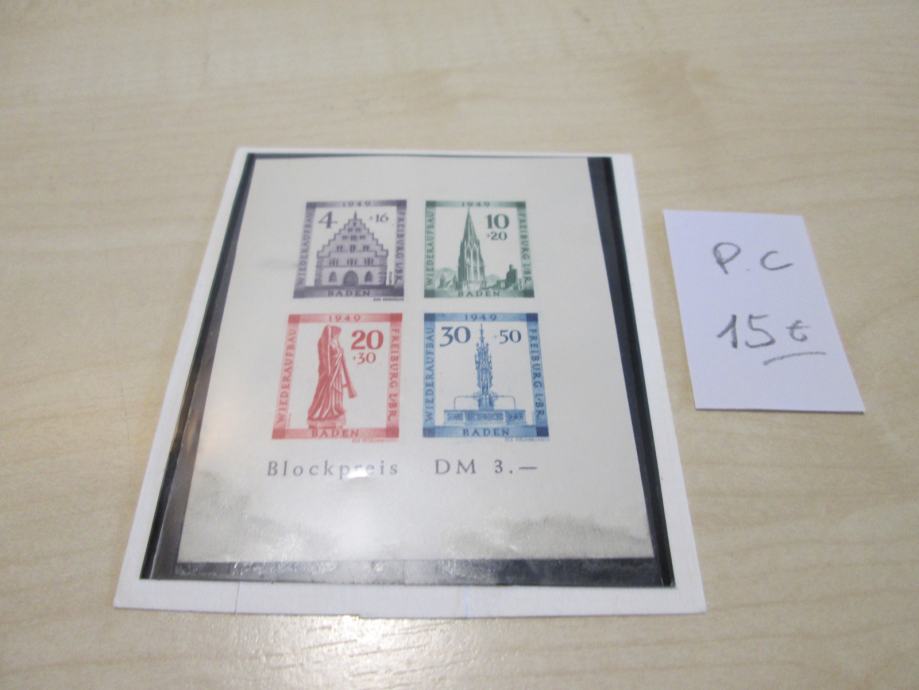 1949
4 +16
WIEDERAUFBAU
FREIBURG I/BR.
BADEN
1949
10 +20
WIEDERAUFBAU
FREIBURG I/BR.
BADEN
1949
20 +30
WIEDERAUFBAU
FREIBURG I/BR.
BADEN
1949
30 +50
WIEDERAUFBAU
FREIBURG I/BR.
BADEN
Blockpreis DM 3.—
P.C
15€